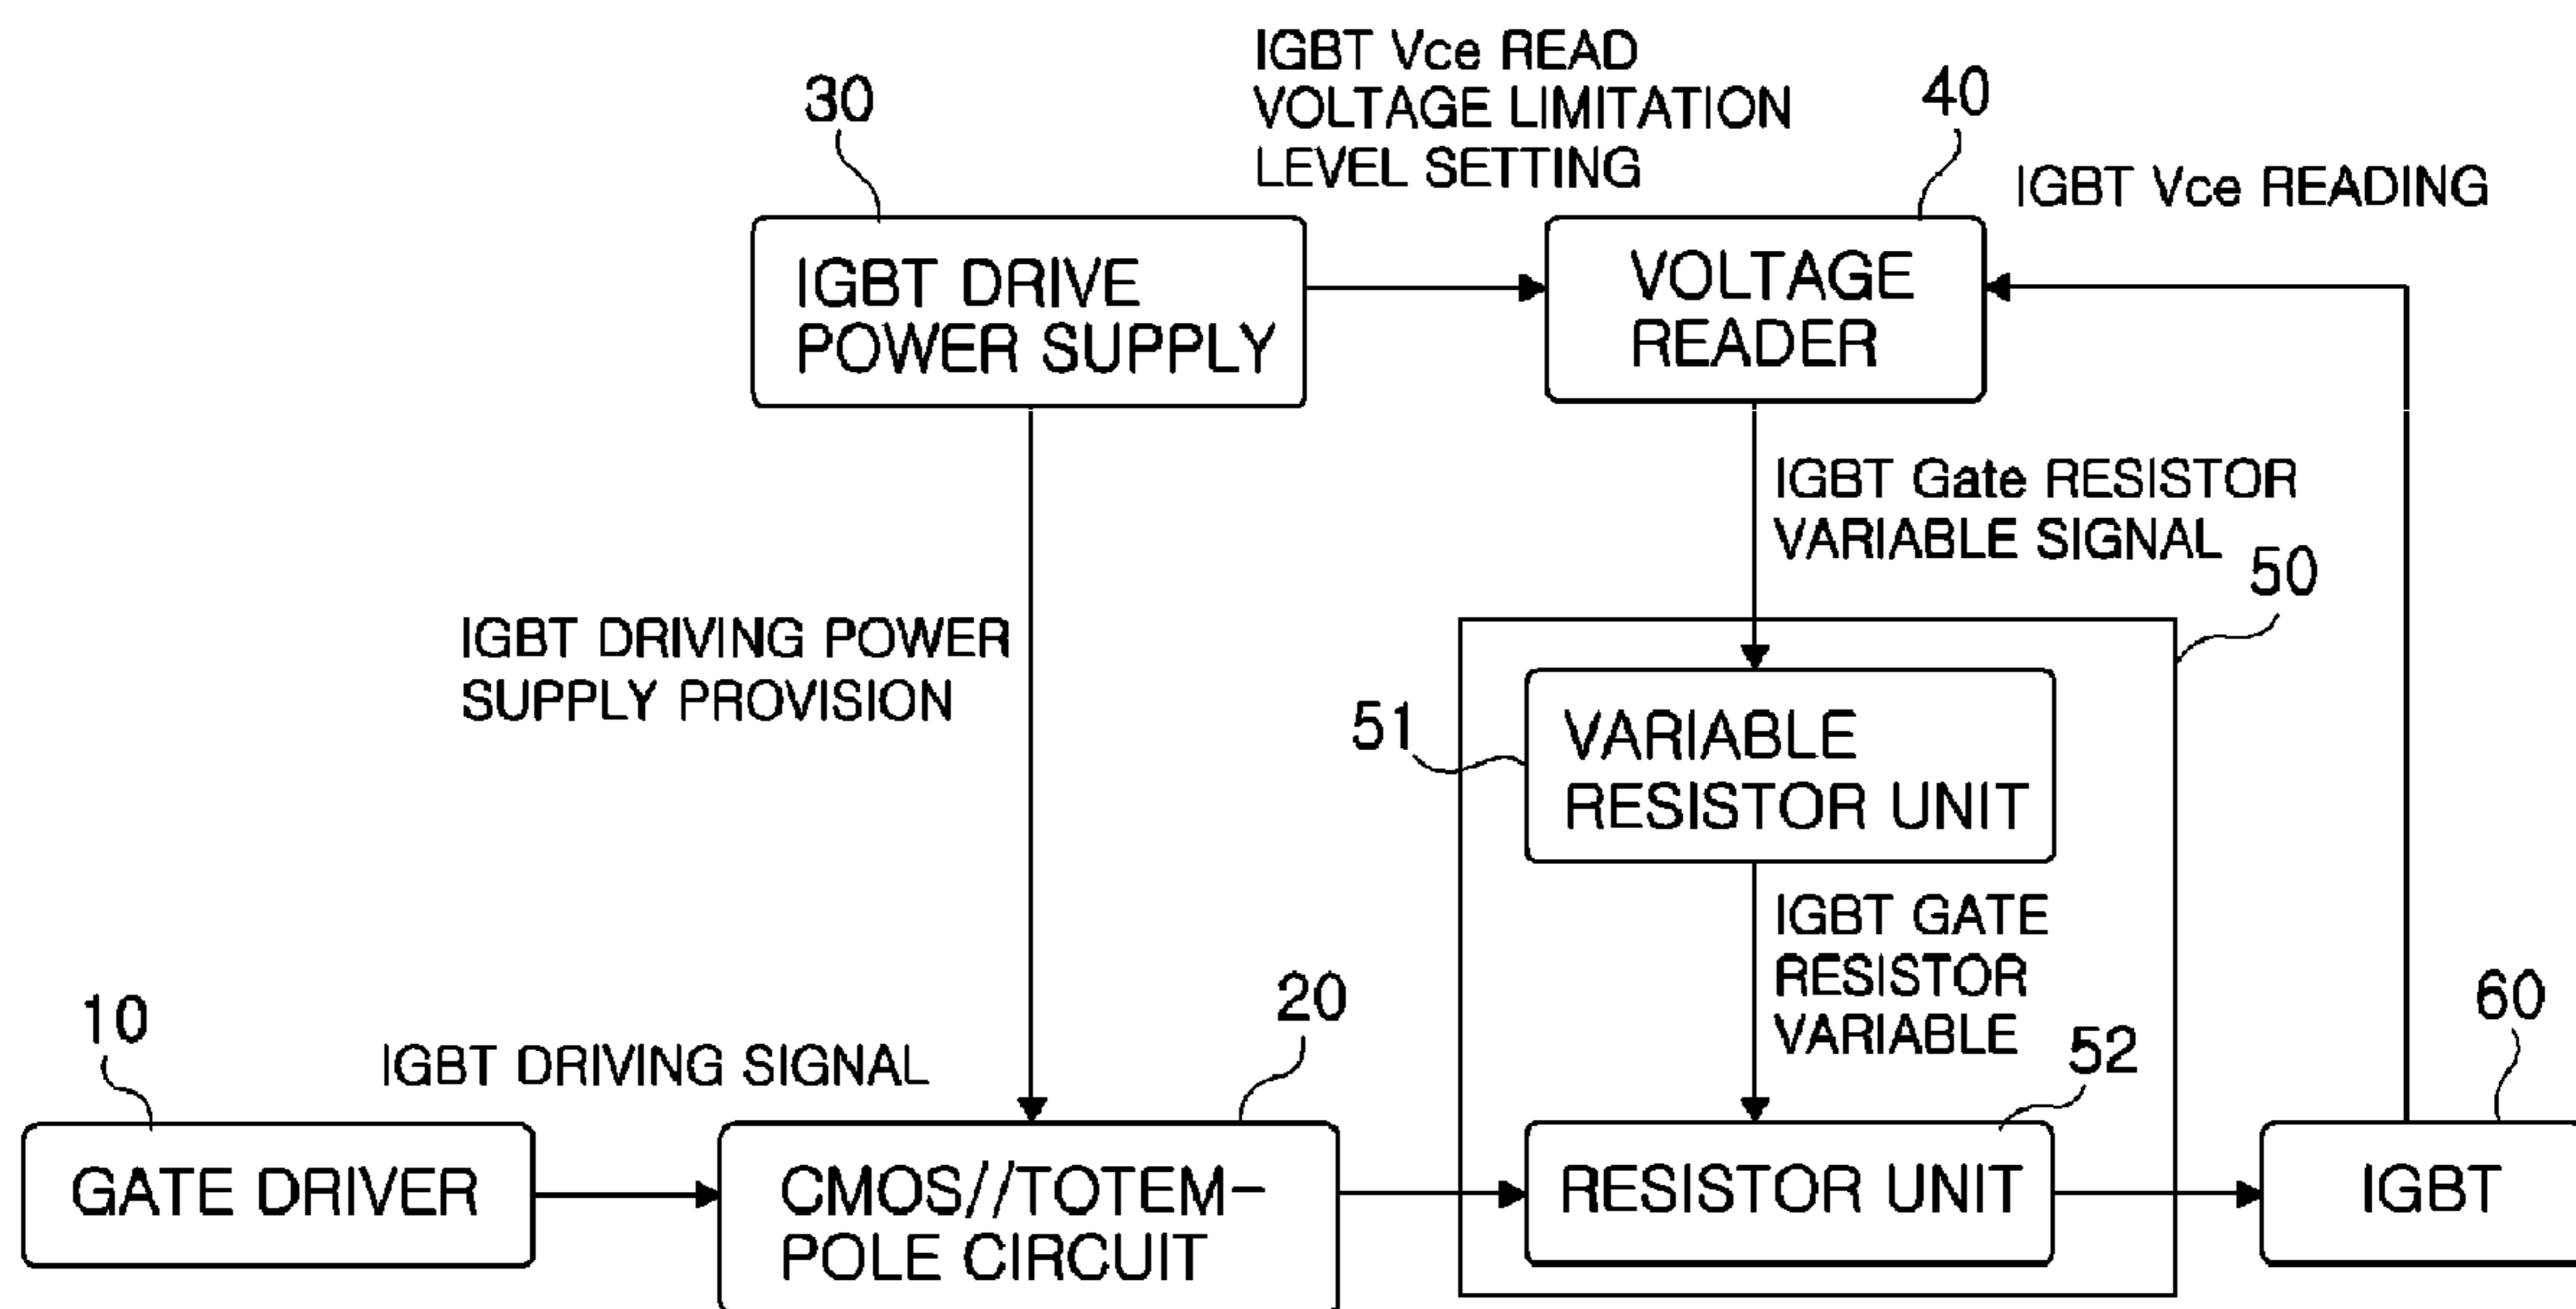 IGBT Vce READ
VOLTAGE LIMITATION
LEVEL SETTING
30
40
IGBT Vce READING
IGBT DRIVE
POWER SUPPLY
VOLTAGE
READER
IGBT Gate RESISTOR
VARIABLE SIGNAL
50
IGBT DRIVING POWER
SUPPLY PROVISION
51
VARIABLE
RESISTOR UNIT
IGBT GATE
RESISTOR
VARIABLE
10
IGBT DRIVING SIGNAL
20
52
60
GATE DRIVER
CMOS//TOTEM-
POLE CIRCUIT
RESISTOR UNIT
IGBT